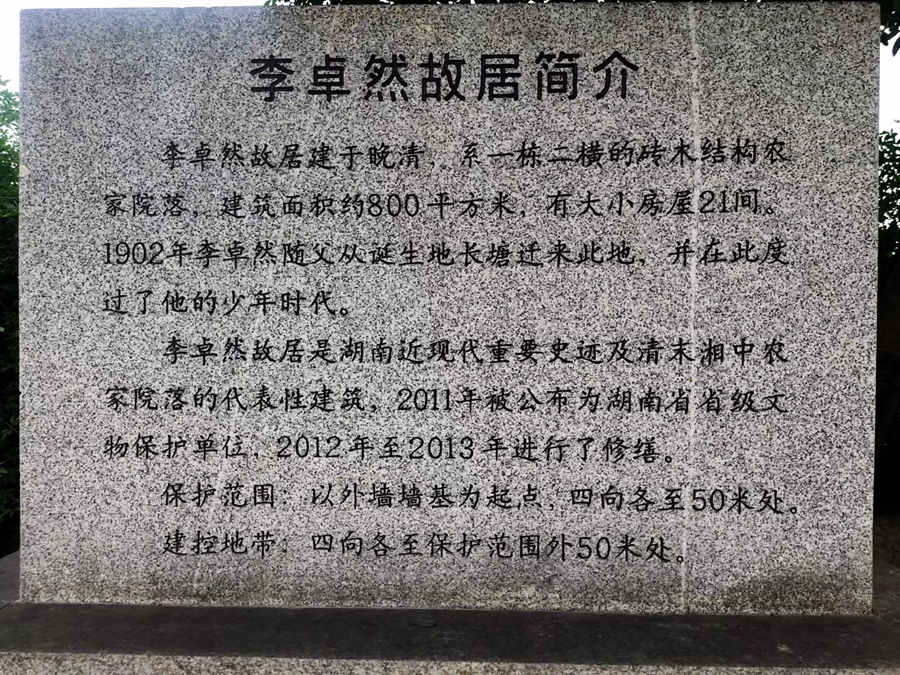 李卓然故居简介
李卓然故居建于晚清，系一栋二横的砖木结构农
家院落，建筑面积约800平方米，有大小房屋21间。
1902年李卓然随父从诞生地长塘迁来此地，并在此度
过了他的少年时代。
李卓然故居是湖南近现代重要史迹及清末湘中农
家院落的代表性建筑，2011年被公布为湖南省省级文
物保护单位，2012年至2013年进行了修缮。
保护范围：以外墙墙基为起点，四向各至50米处。
建控地带：四向各至保护范围外50米处。